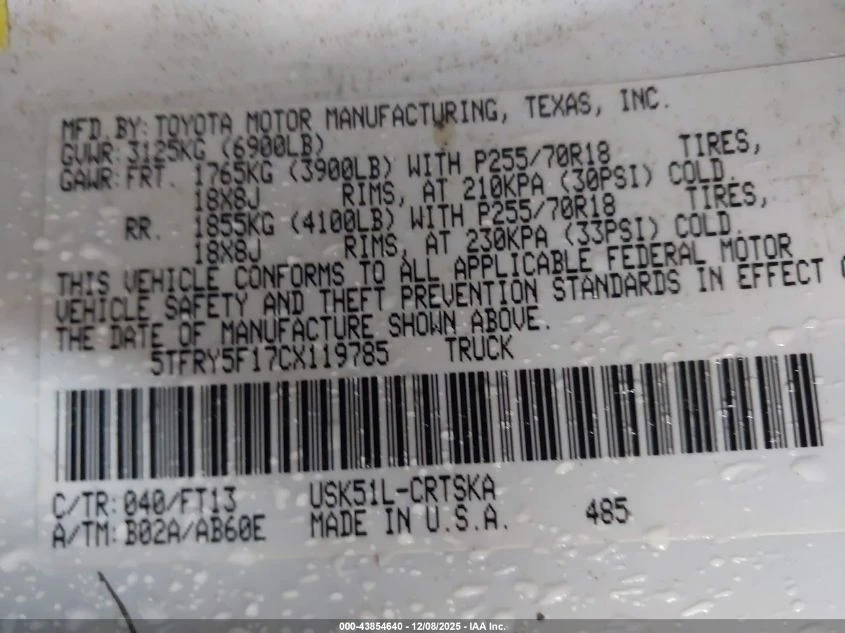 MFD.BY:TOYOTA MOTOR MANUFACTURING, TEXAS, INC.
GVWR:3125KG (6900LB)
GAWR:FRT. 1765KG (3900LB) WITH P255/70R18 TIRES,
18X8J RIMS, AT 210KPA (30PSI) COLD.
RR. 1855KG (4100LB) WITH P255/70R18 TIRES,
18X8J RIMS, AT 230KPA (33PSI) COLD.
THIS VEHICLE CONFORMS TO ALL APPLICABLE FEDERAL MOTOR
VEHICLE SAFETY AND THEFT PREVENTION STANDARDS IN EFFECT
THE DATE OF MANUFACTURE SHOWN ABOVE.
5TFRY5F17CX119785 TRUCK
C/TR:040/FT13 USK51L-CRTSKA
A/TM:B02A/AB60E MADE IN U.S.A. 485
000-43854640 - 12/08/2025 - IAA Inc.